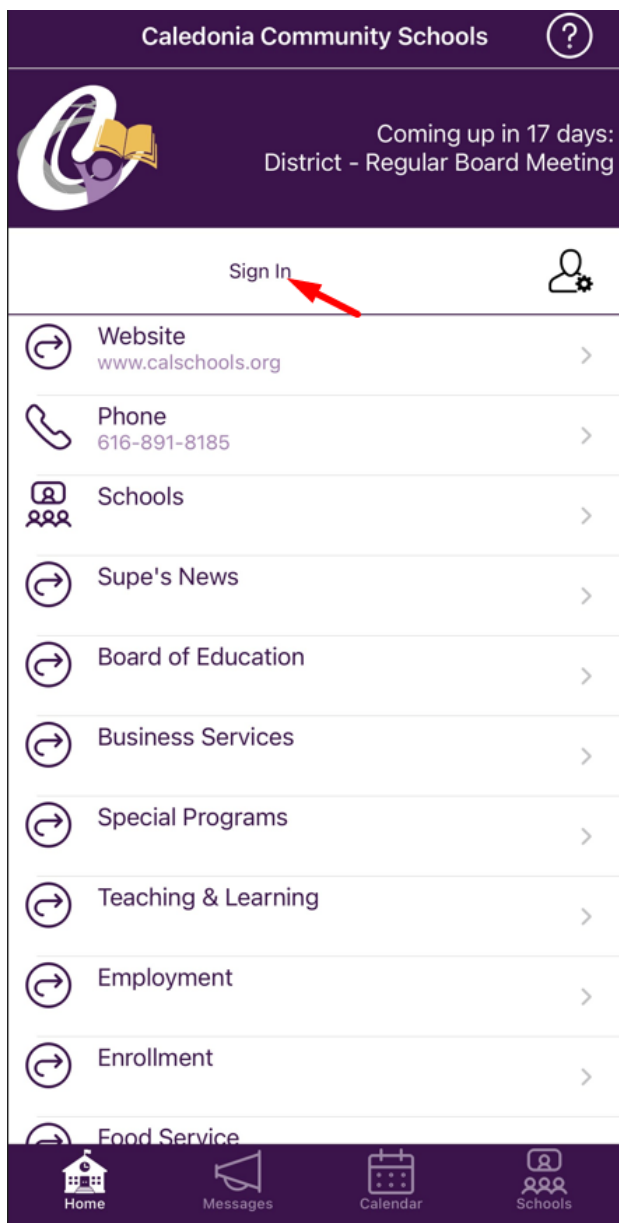 Caledonia Community Schools
?
Coming up in 17 days:
District - Regular Board Meeting
Sign In
Website
www.calschools.org
Phone
616-891-8185
Schools
Supe's News
Board of Education
Business Services
Special Programs
Teaching & Learning
Employment
Enrollment
Food Service
Home
Messages
Calendar
Schools